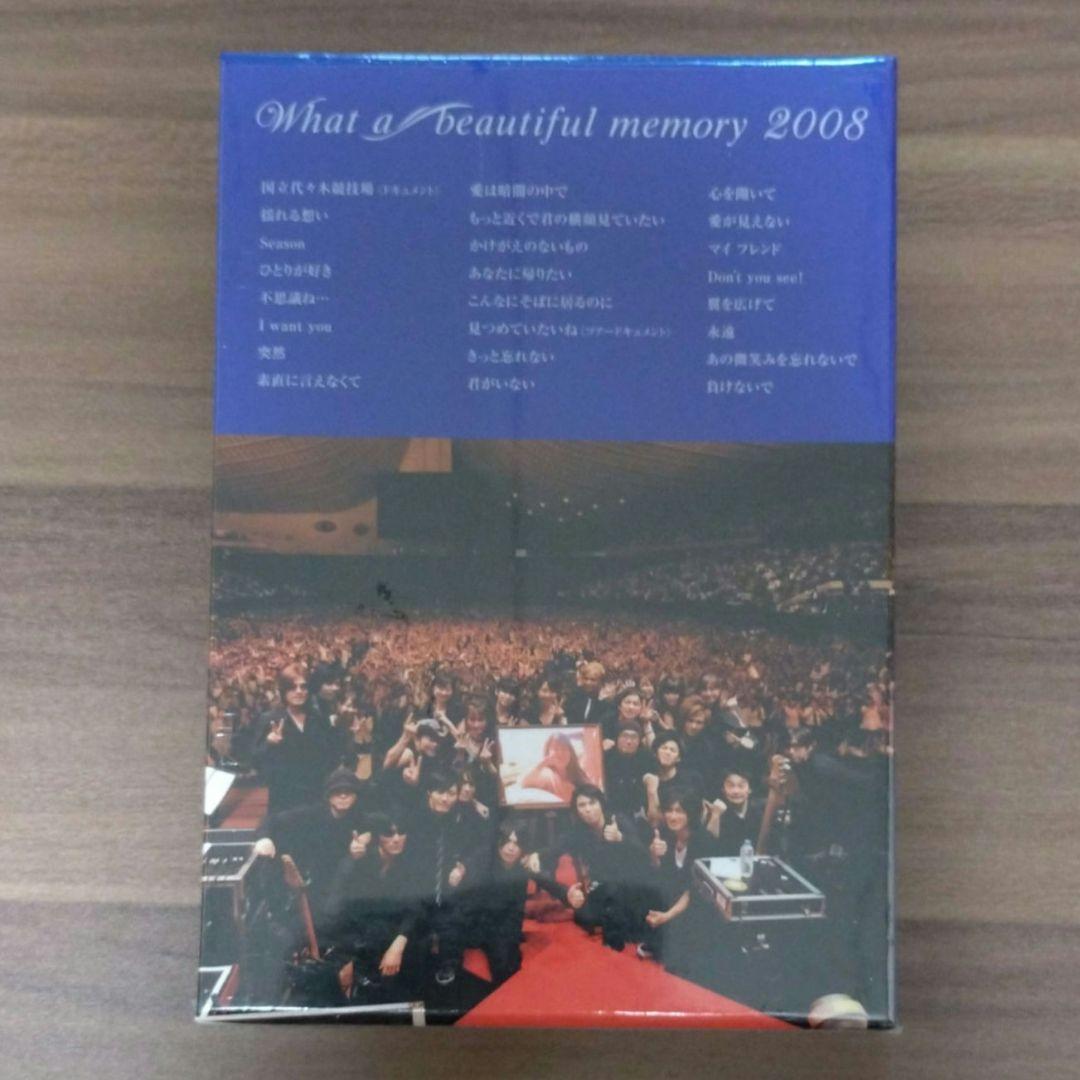 What a beautiful memory 2008
国立代々木競技場〈ドキュメント〉
揺れる想い
Season
ひとりが好き
不思議ね…
I want you
突然
素直に言えなくて
愛は暗闇の中で
もっと近くで君の横顔見ていたい
かけがえのないもの
あなたに帰りたい
こんなにそばに居るのに
見つめていたいね〈ツアードキュメント〉
きっと忘れない
君がいない
心を開いて
愛が見えない
マイ フレンド
Don't you see!
翼を広げて
永遠
あの微笑みを忘れないで
負けないで